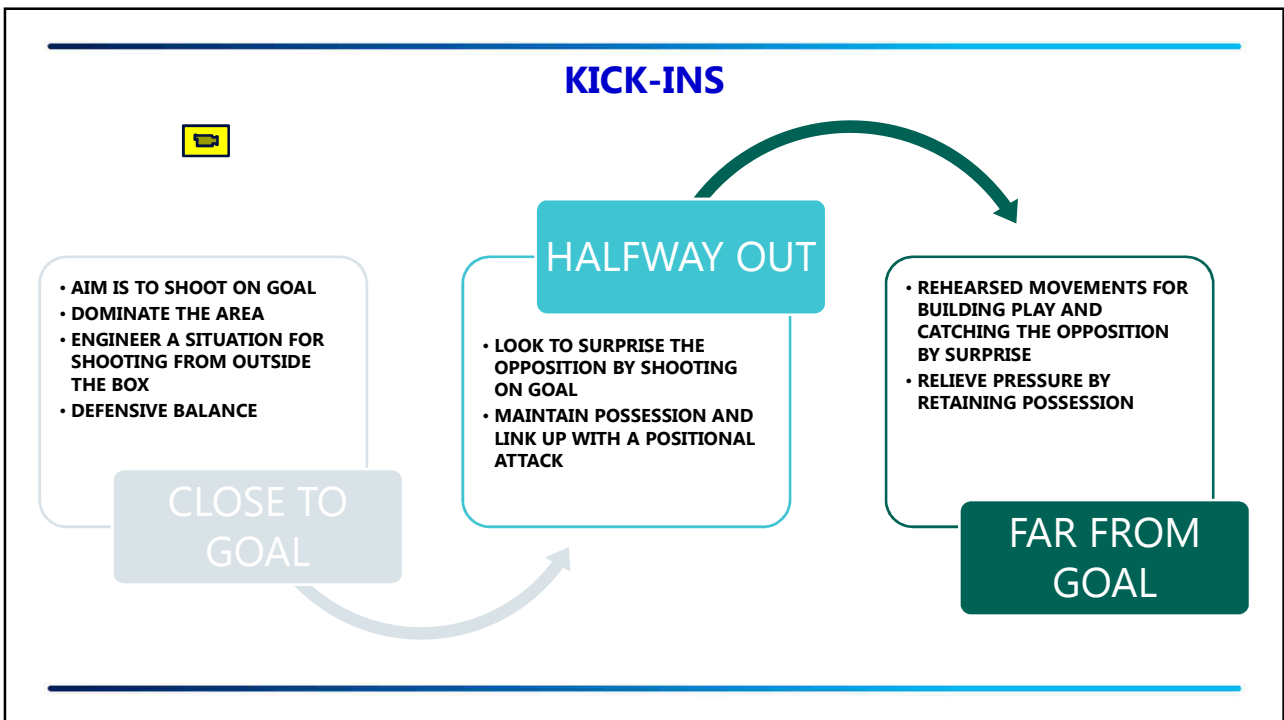 KICK-INS
• AIM IS TO SHOOT ON GOAL
• DOMINATE THE AREA
• ENGINEER A SITUATION FOR
SHOOTING FROM OUTSIDE
THE BOX
• DEFENSIVE BALANCE
CLOSE TO
GOAL
HALFWAY OUT
• LOOK TO SURPRISE THE
OPPOSITION BY SHOOTING
ON GOAL
• MAINTAIN POSSESSION AND
LINK UP WITH A POSITIONAL
ATTACK
• REHEARSED MOVEMENTS FOR
BUILDING PLAY AND
CATCHING THE OPPOSITION
BY SURPRISE
• RELIEVE PRESSURE BY
RETAINING POSSESSION
FAR FROM
GOAL